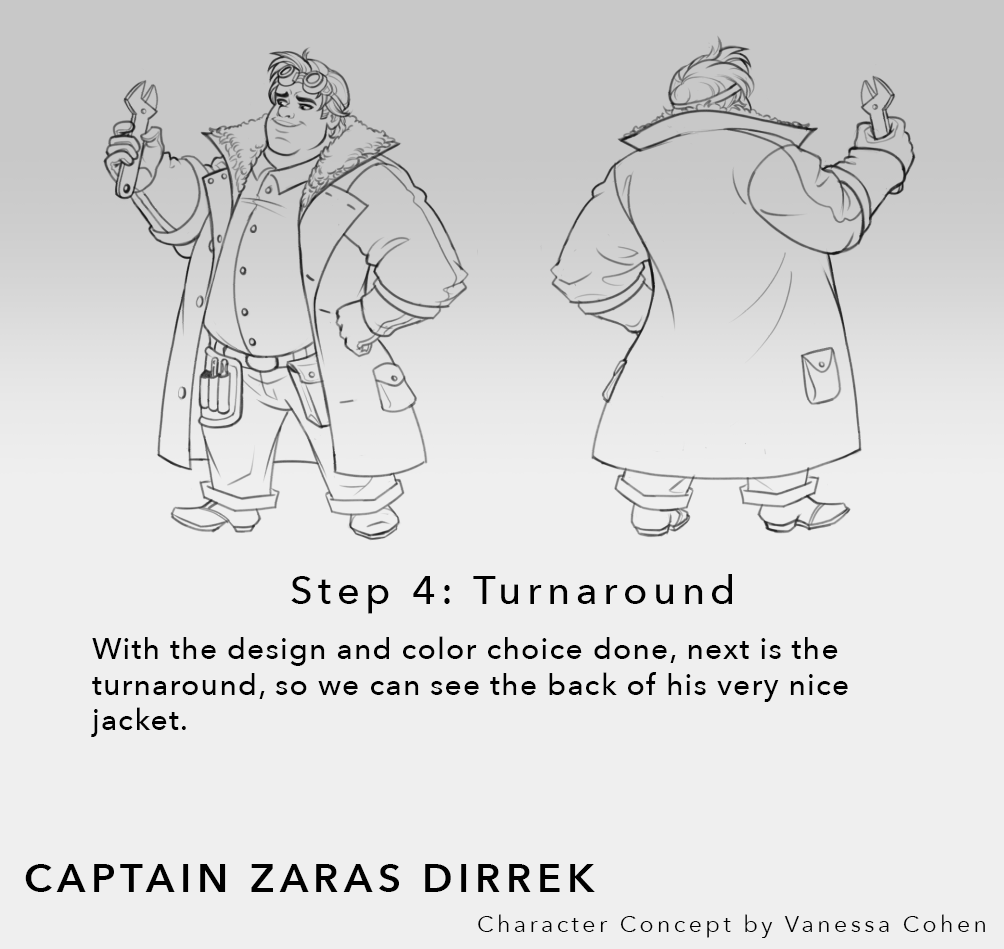 Step 4: Turnaround
With the design and color choice done, next is the
turnaround, so we can see the back of his very nice
jacket.
CAPTAIN ZARAS DIRREK
Character Concept by Vanessa Cohen